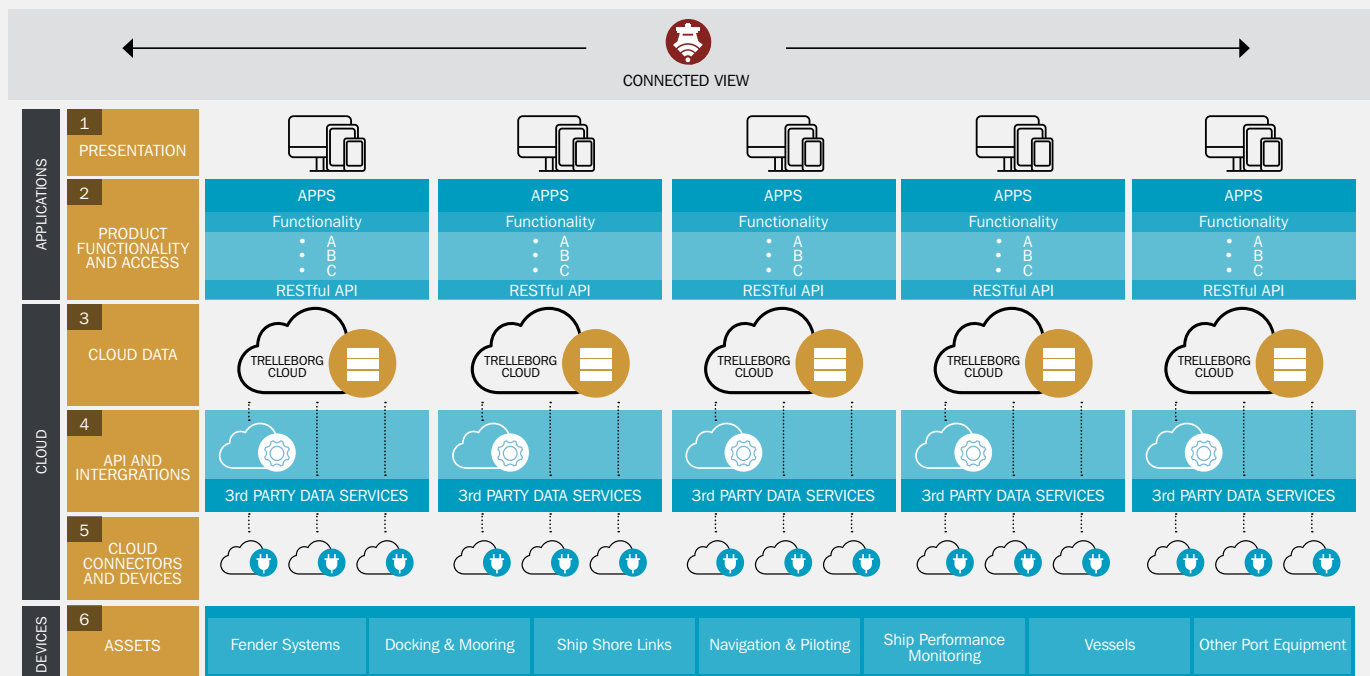 CONNECTED VIEW
APPLICATIONS
1
PRESENTATION
2
PRODUCT
FUNCTIONALITY
AND ACCESS
APPS
Functionality
• A
• B
• C
RESTful API
APPS
Functionality
• A
• B
• C
RESTful API
APPS
Functionality
• A
• B
• C
RESTful API
APPS
Functionality
• A
• B
• C
RESTful API
APPS
Functionality
• A
• B
• C
RESTful API
CLOUD
3
CLOUD DATA
TRELLEBORG
CLOUD
TRELLEBORG
CLOUD
TRELLEBORG
CLOUD
TRELLEBORG
CLOUD
TRELLEBORG
CLOUD
4
API AND
INTERGRATIONS
3rd PARTY DATA SERVICES
3rd PARTY DATA SERVICES
3rd PARTY DATA SERVICES
3rd PARTY DATA SERVICES
3rd PARTY DATA SERVICES
5
CLOUD
CONNECTORS
AND DEVICES
DEVICES
6
ASSETS
Fender Systems
Docking & Mooring
Ship Shore Links
Navigation & Piloting
Ship Performance
Monitoring
Vessels
Other Port Equipment